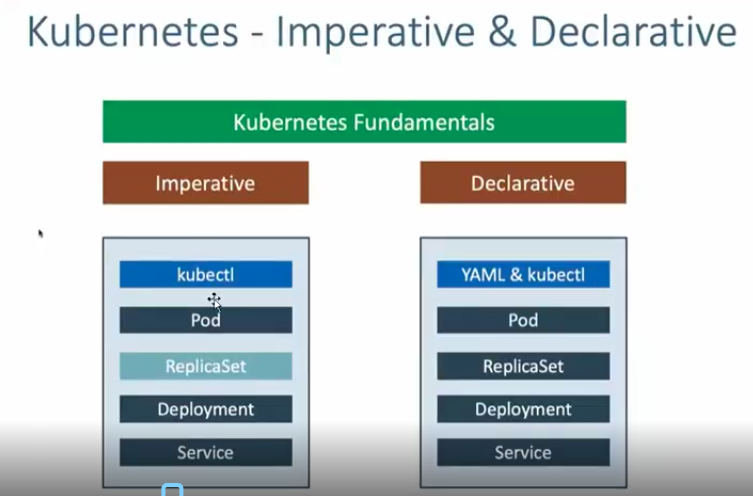 Kubernetes - Imperative & Declarative
Kubernetes Fundamentals
Imperative
kubectl
Pod
ReplicaSet
Deployment
Service
Declarative
YAML & kubectl
Pod
ReplicaSet
Deployment
Service